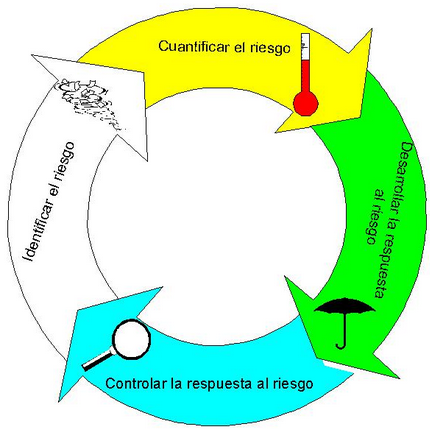 Cuantificar el riesgo
Desarrollar la respuesta
al riesgo
Controlar la respuesta al riesgo
Identificar el riesgo